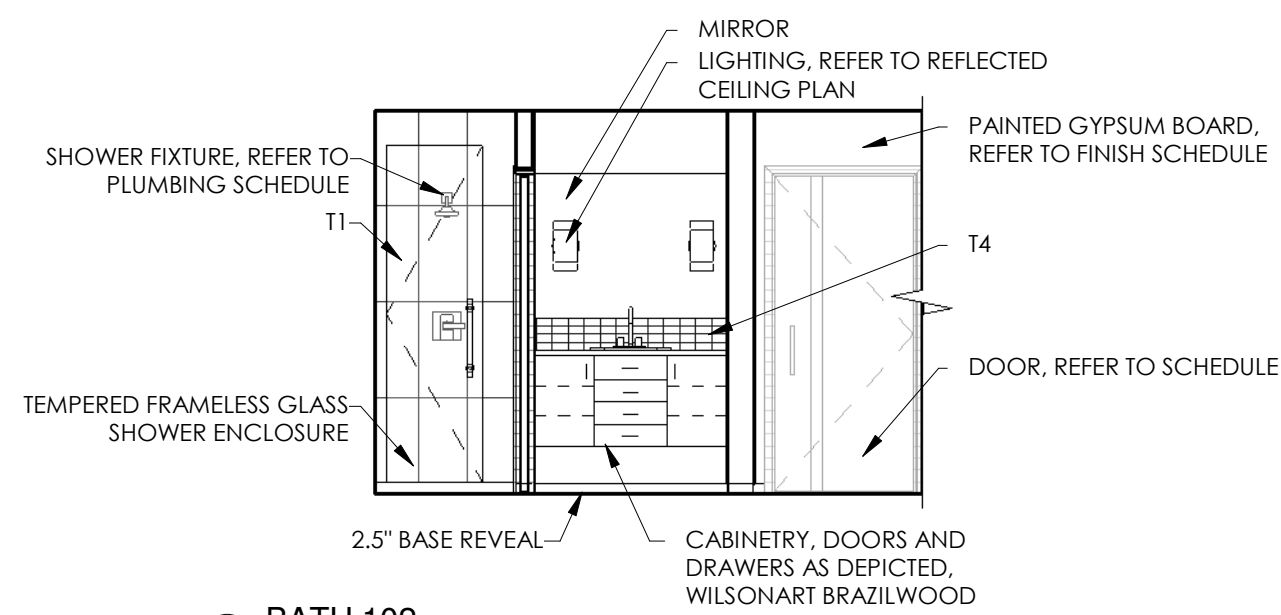 MIRROR
LIGHTING, REFER TO REFLECTED
CEILING PLAN
PAINTED GYPSUM BOARD,
REFER TO FINISH SCHEDULE
SHOWER FIXTURE, REFER TO
PLUMBING SCHEDULE
T1
T4
DOOR, REFER TO SCHEDULE
TEMPERED FRAMELESS GLASS
SHOWER ENCLOSURE
2.5" BASE REVEAL
CABINETRY, DOORS AND
DRAWERS AS DEPICTED,
WILSONART BRAZILWOOD